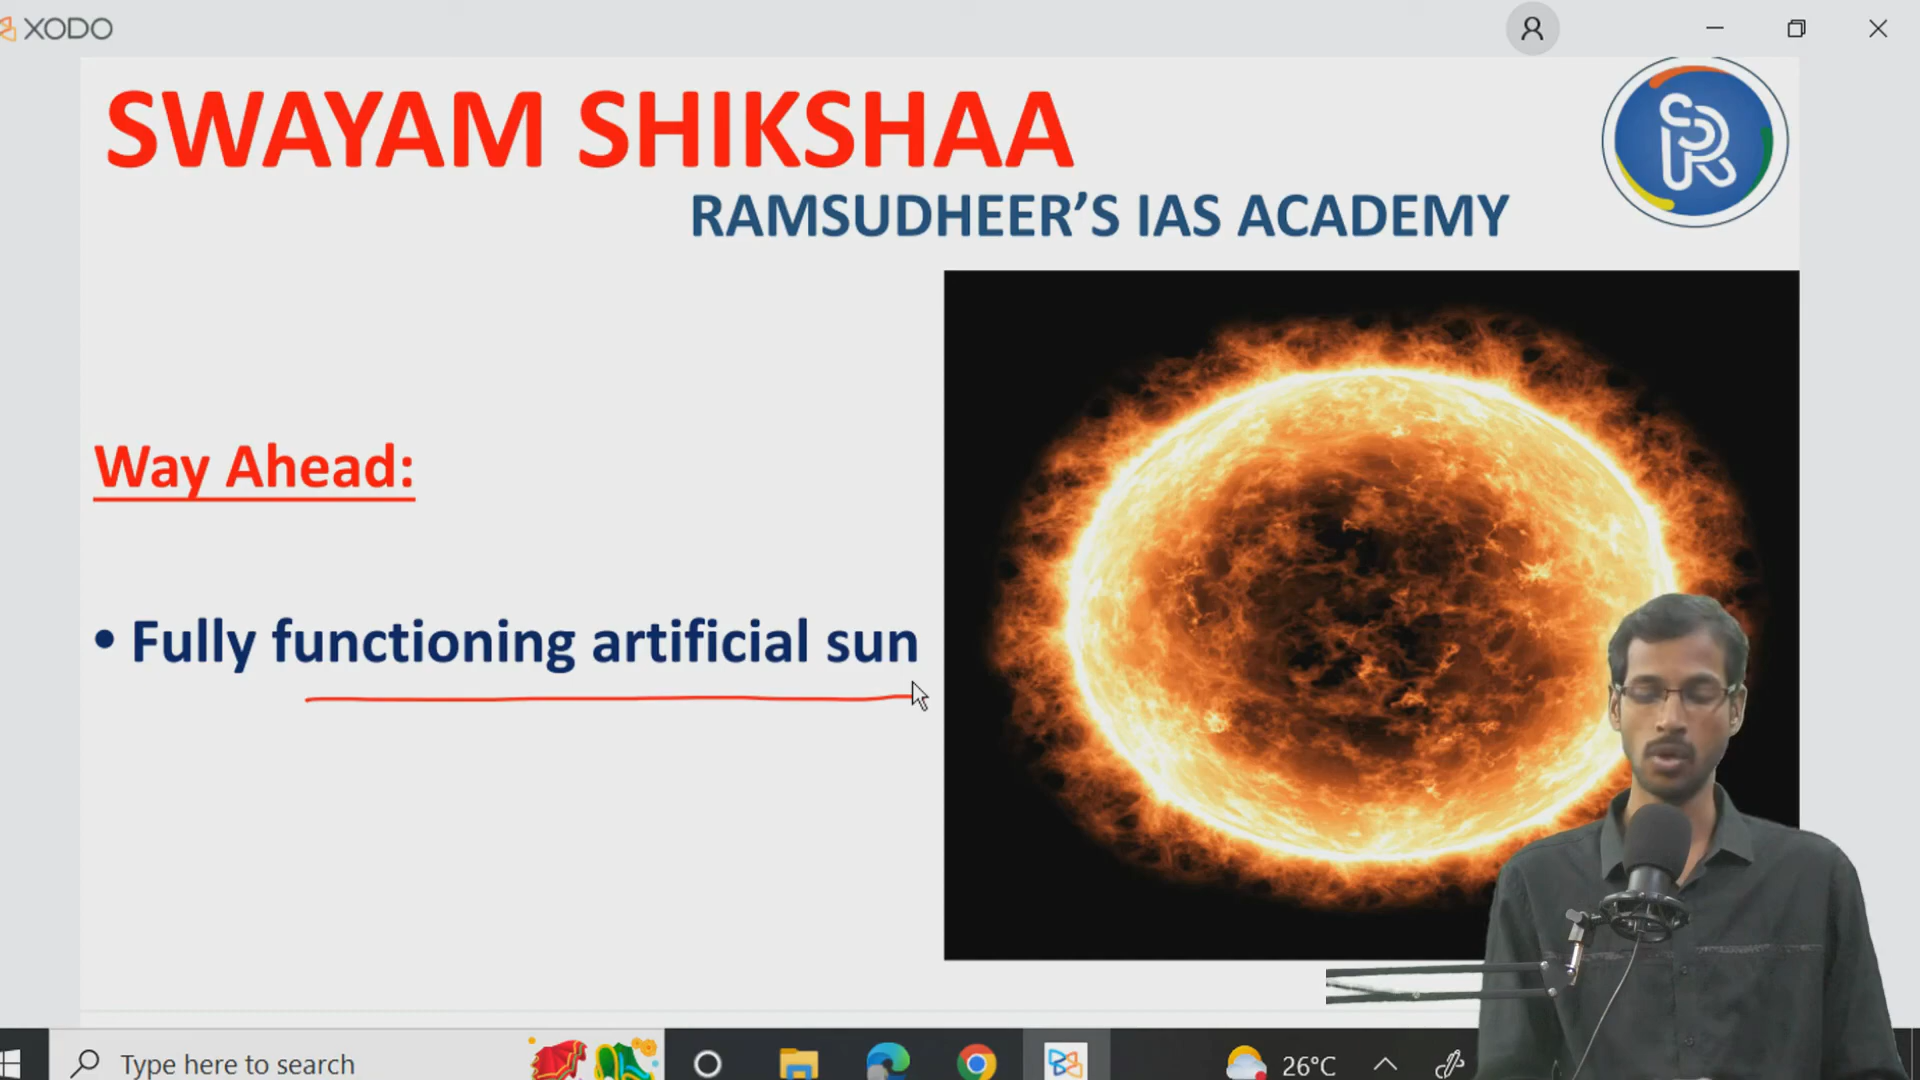 XODO
SWAYAM SHIKSHAA
RAMSUDHEER’S IAS ACADEMY
Way Ahead:
• Fully functioning artificial sun
Type here to search
26°C